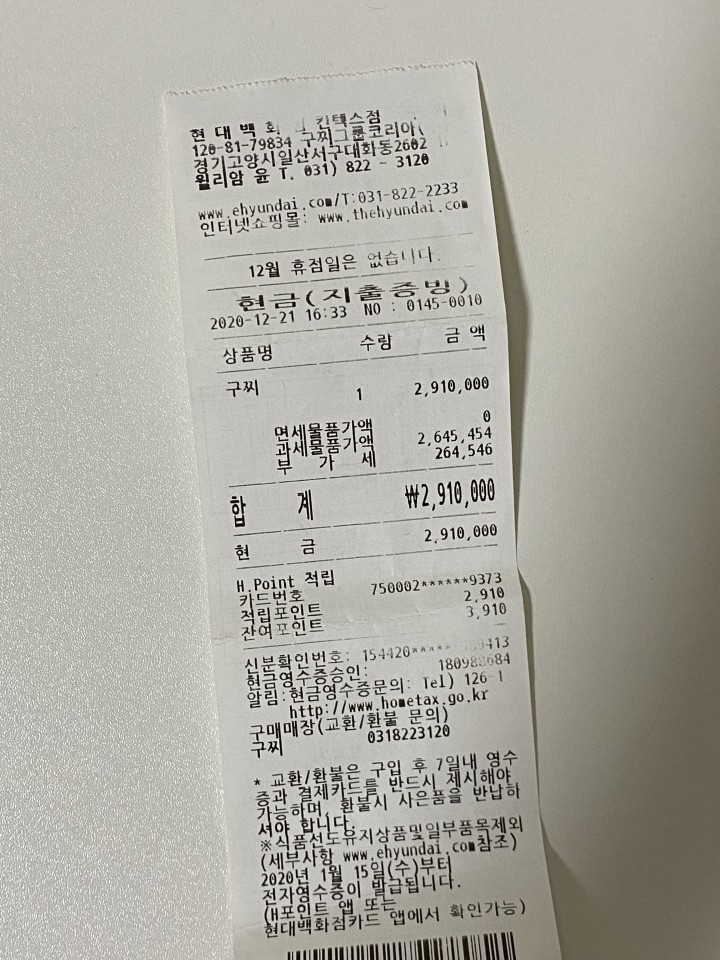 현 대 백 화 킨텍스점
120-81-79834 구찌그룹코리아(
경기고양시일산서구대화동2602
윌리암 윤 T. 031) 822 - 3120
www.ehyundai.com/T:031-822-2233
인터넷쇼핑몰: www.thehyundai.com
12월 휴점일은 없습니다.
현금(지출증빙)
2020-12-21 16:33 NO : 0145-0010
상품명 수량 금 액
구찌 1 2,910,000
면세물품가액 0
과세물품가액 2,645,454
부 가 세 264,546
합 계 ₩2,910,000
현 금 2,910,000
H.Point 적립
카드번호 750002******9373
적립포인트 2,910
잔여포인트 3,910
신분확인번호: 154420*****
현금영수증승인:
알림:현금영수증문의: Tel) 126-1
http://www.hometax.go.kr
구매매장(교환/환불 문의)
구찌 0318223120
* 교환/환불은 구입 후 7일내 영수
증과 결제카드를 반드시 제시해야
가능하며, 환불시 사은품을 반납하
셔야 합니다.
※식품선도유지상품및일부품목제외
(세부사항 www.ehyundai.com참조)
2020년 1월 15일(수)부터
전자영수증이 발급됩니다.
(H포인트 앱 또는
현대백화점카드 앱에서 확인가능)